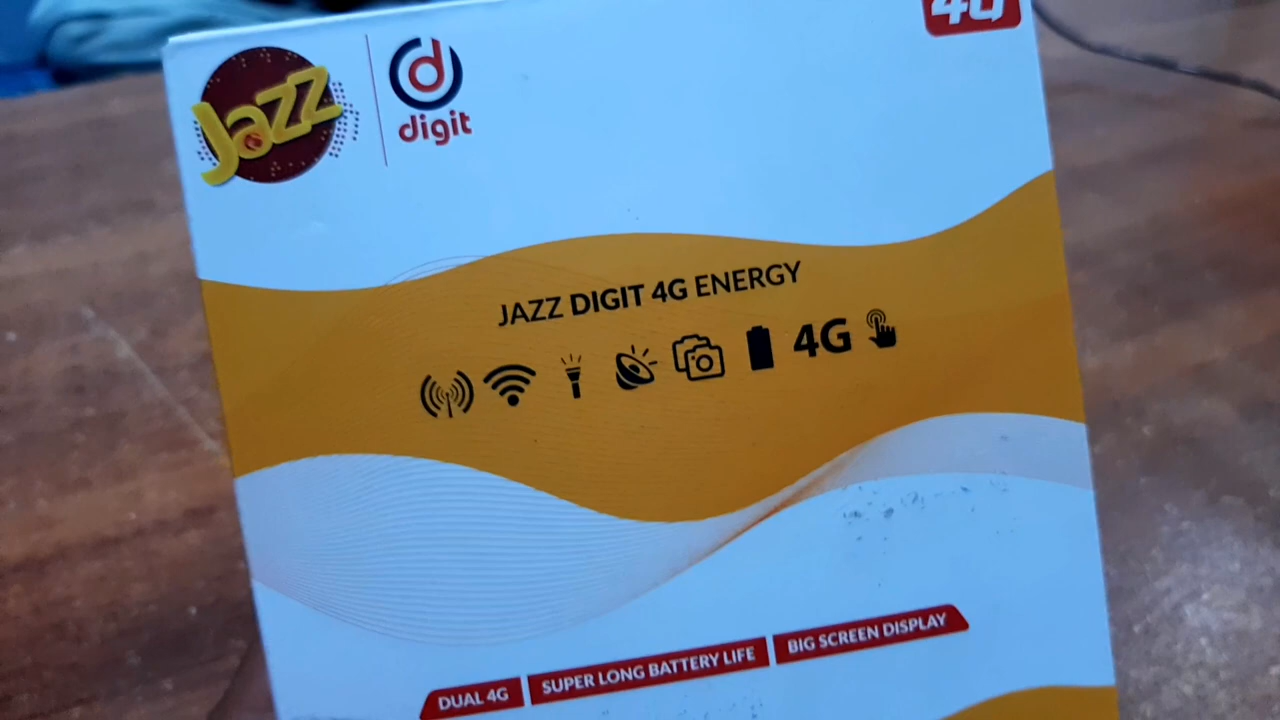 Jazz
digit
4G
JAZZ DIGIT 4G ENERGY
4G
DUAL 4G
SUPER LONG BATTERY LIFE
BIG SCREEN DISPLAY